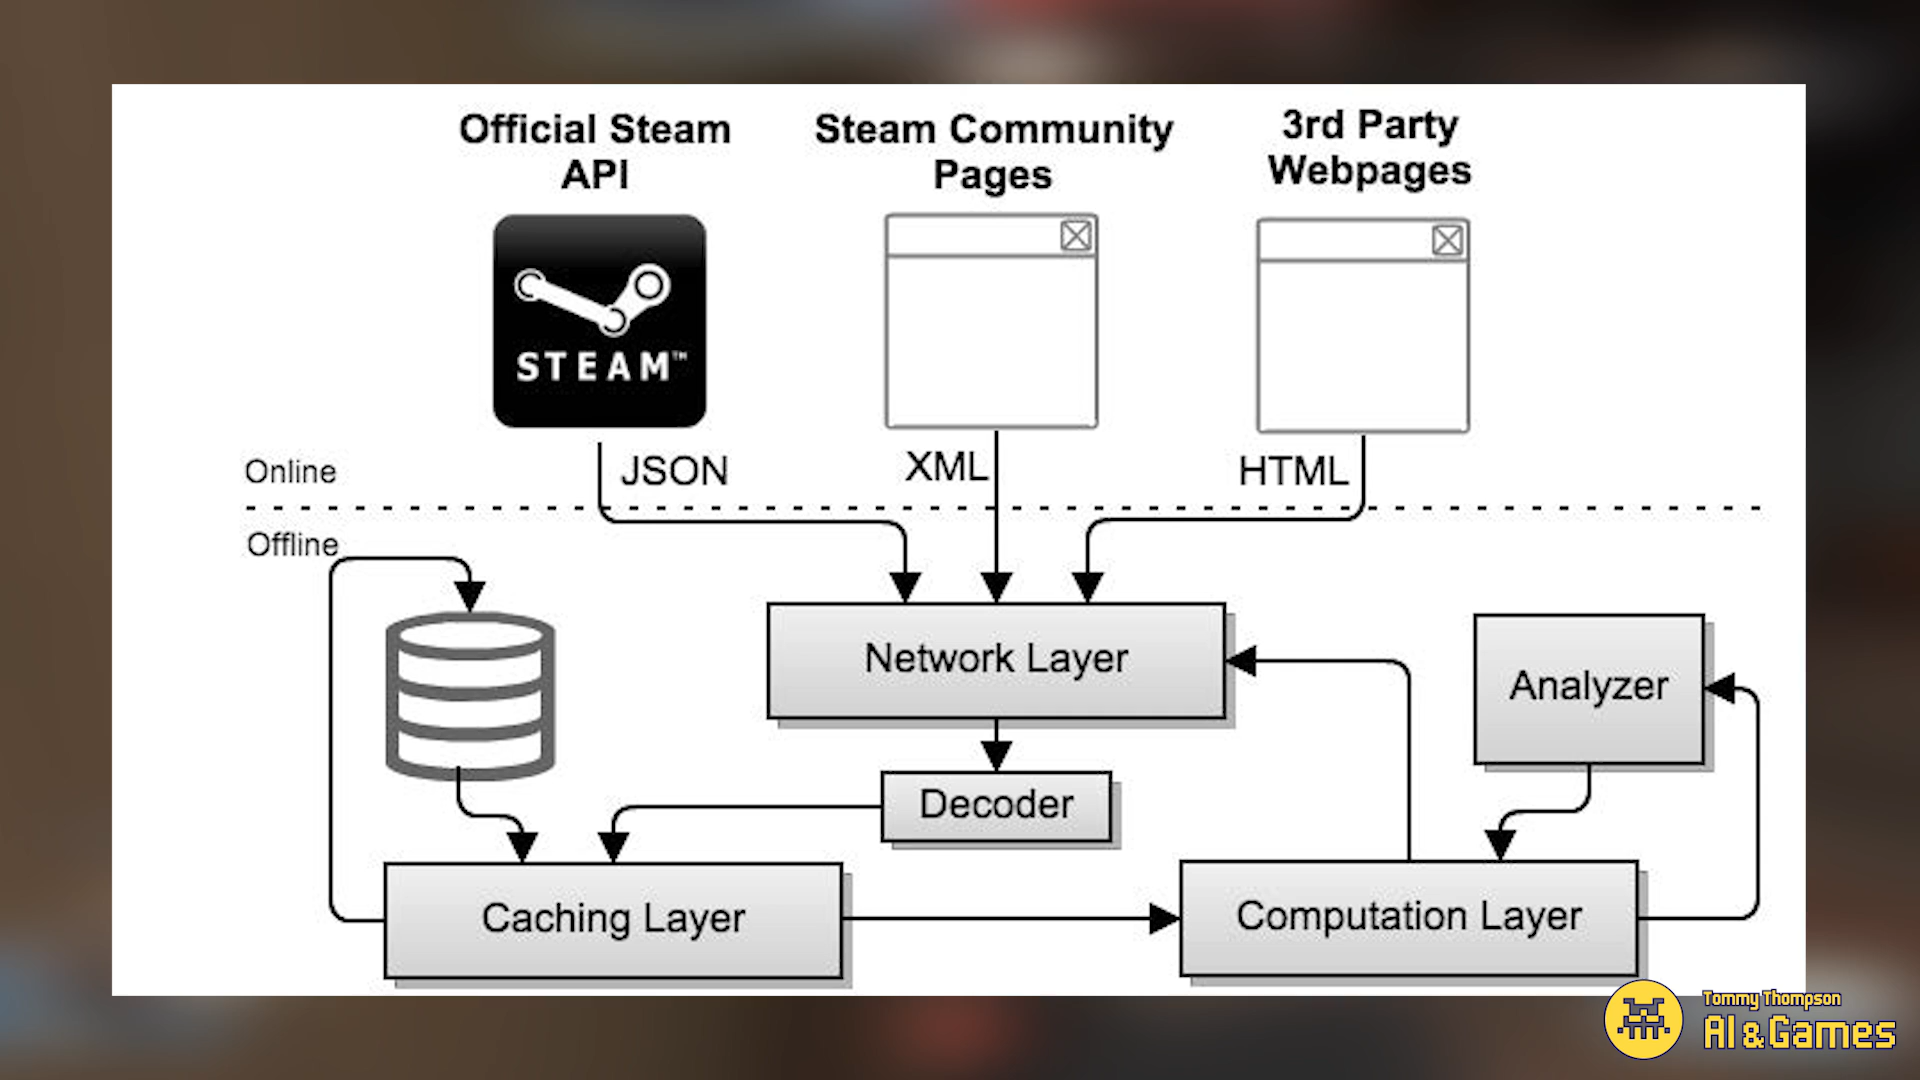 Official Steam
API
Steam Community
Pages
3rd Party
Webpages
STEAM™
Online
JSON
XML
HTML
Offline
Network Layer
Analyzer
Decoder
Caching Layer
Computation Layer
Tommy Thompson
AI & Games